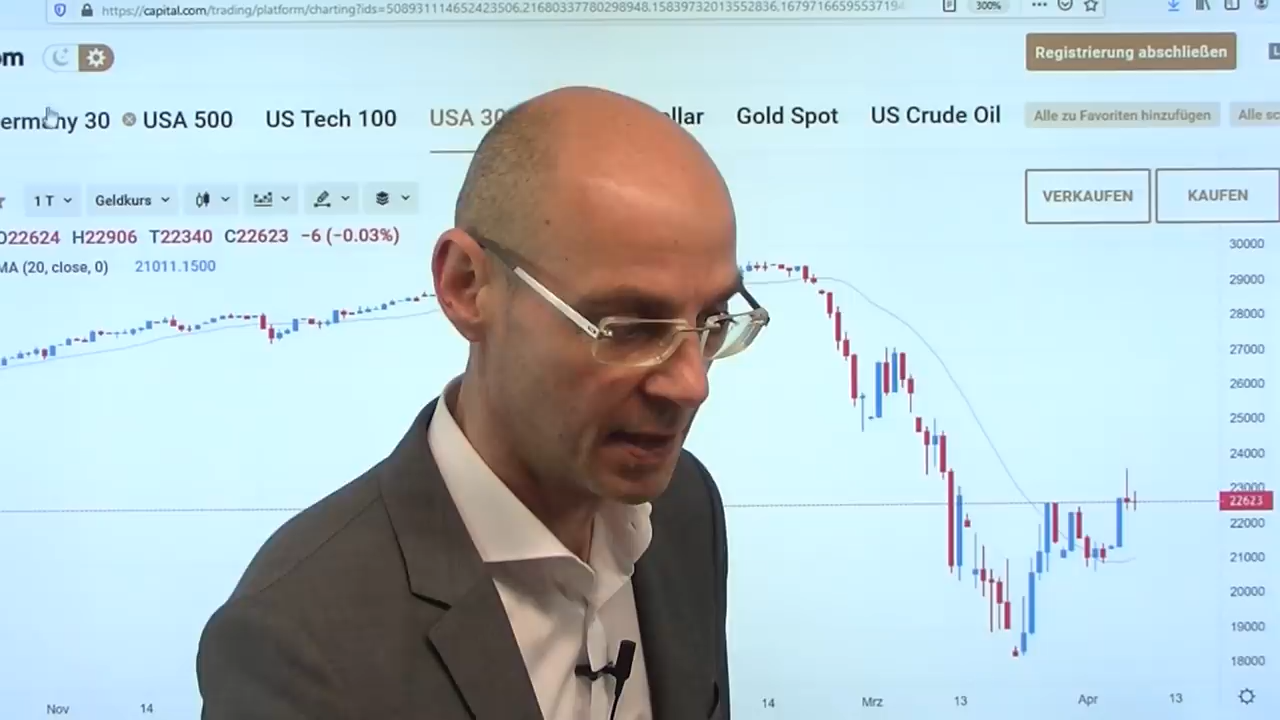 https://capital.com/trading/platform/charting?ids=508931114652423506.21680337780298948.15839732013552836.1679716659553719
300%
om
Registrierung abschließen
ermany 30 USA 500 US Tech 100 USA 30 llar Gold Spot US Crude Oil Alle zu Favoriten hinzufügen Alle sc
1 T Geldkurs
VERKAUFEN KAUFEN
O22624 H22906 T22340 C22623 −6 (−0.03%)
MA (20, close, 0) 21011.1500
30000
29000
28000
27000
26000
25000
24000
23000
22623
22000
21000
20000
19000
18000
Nov 14 14 Mrz 13 Apr 13